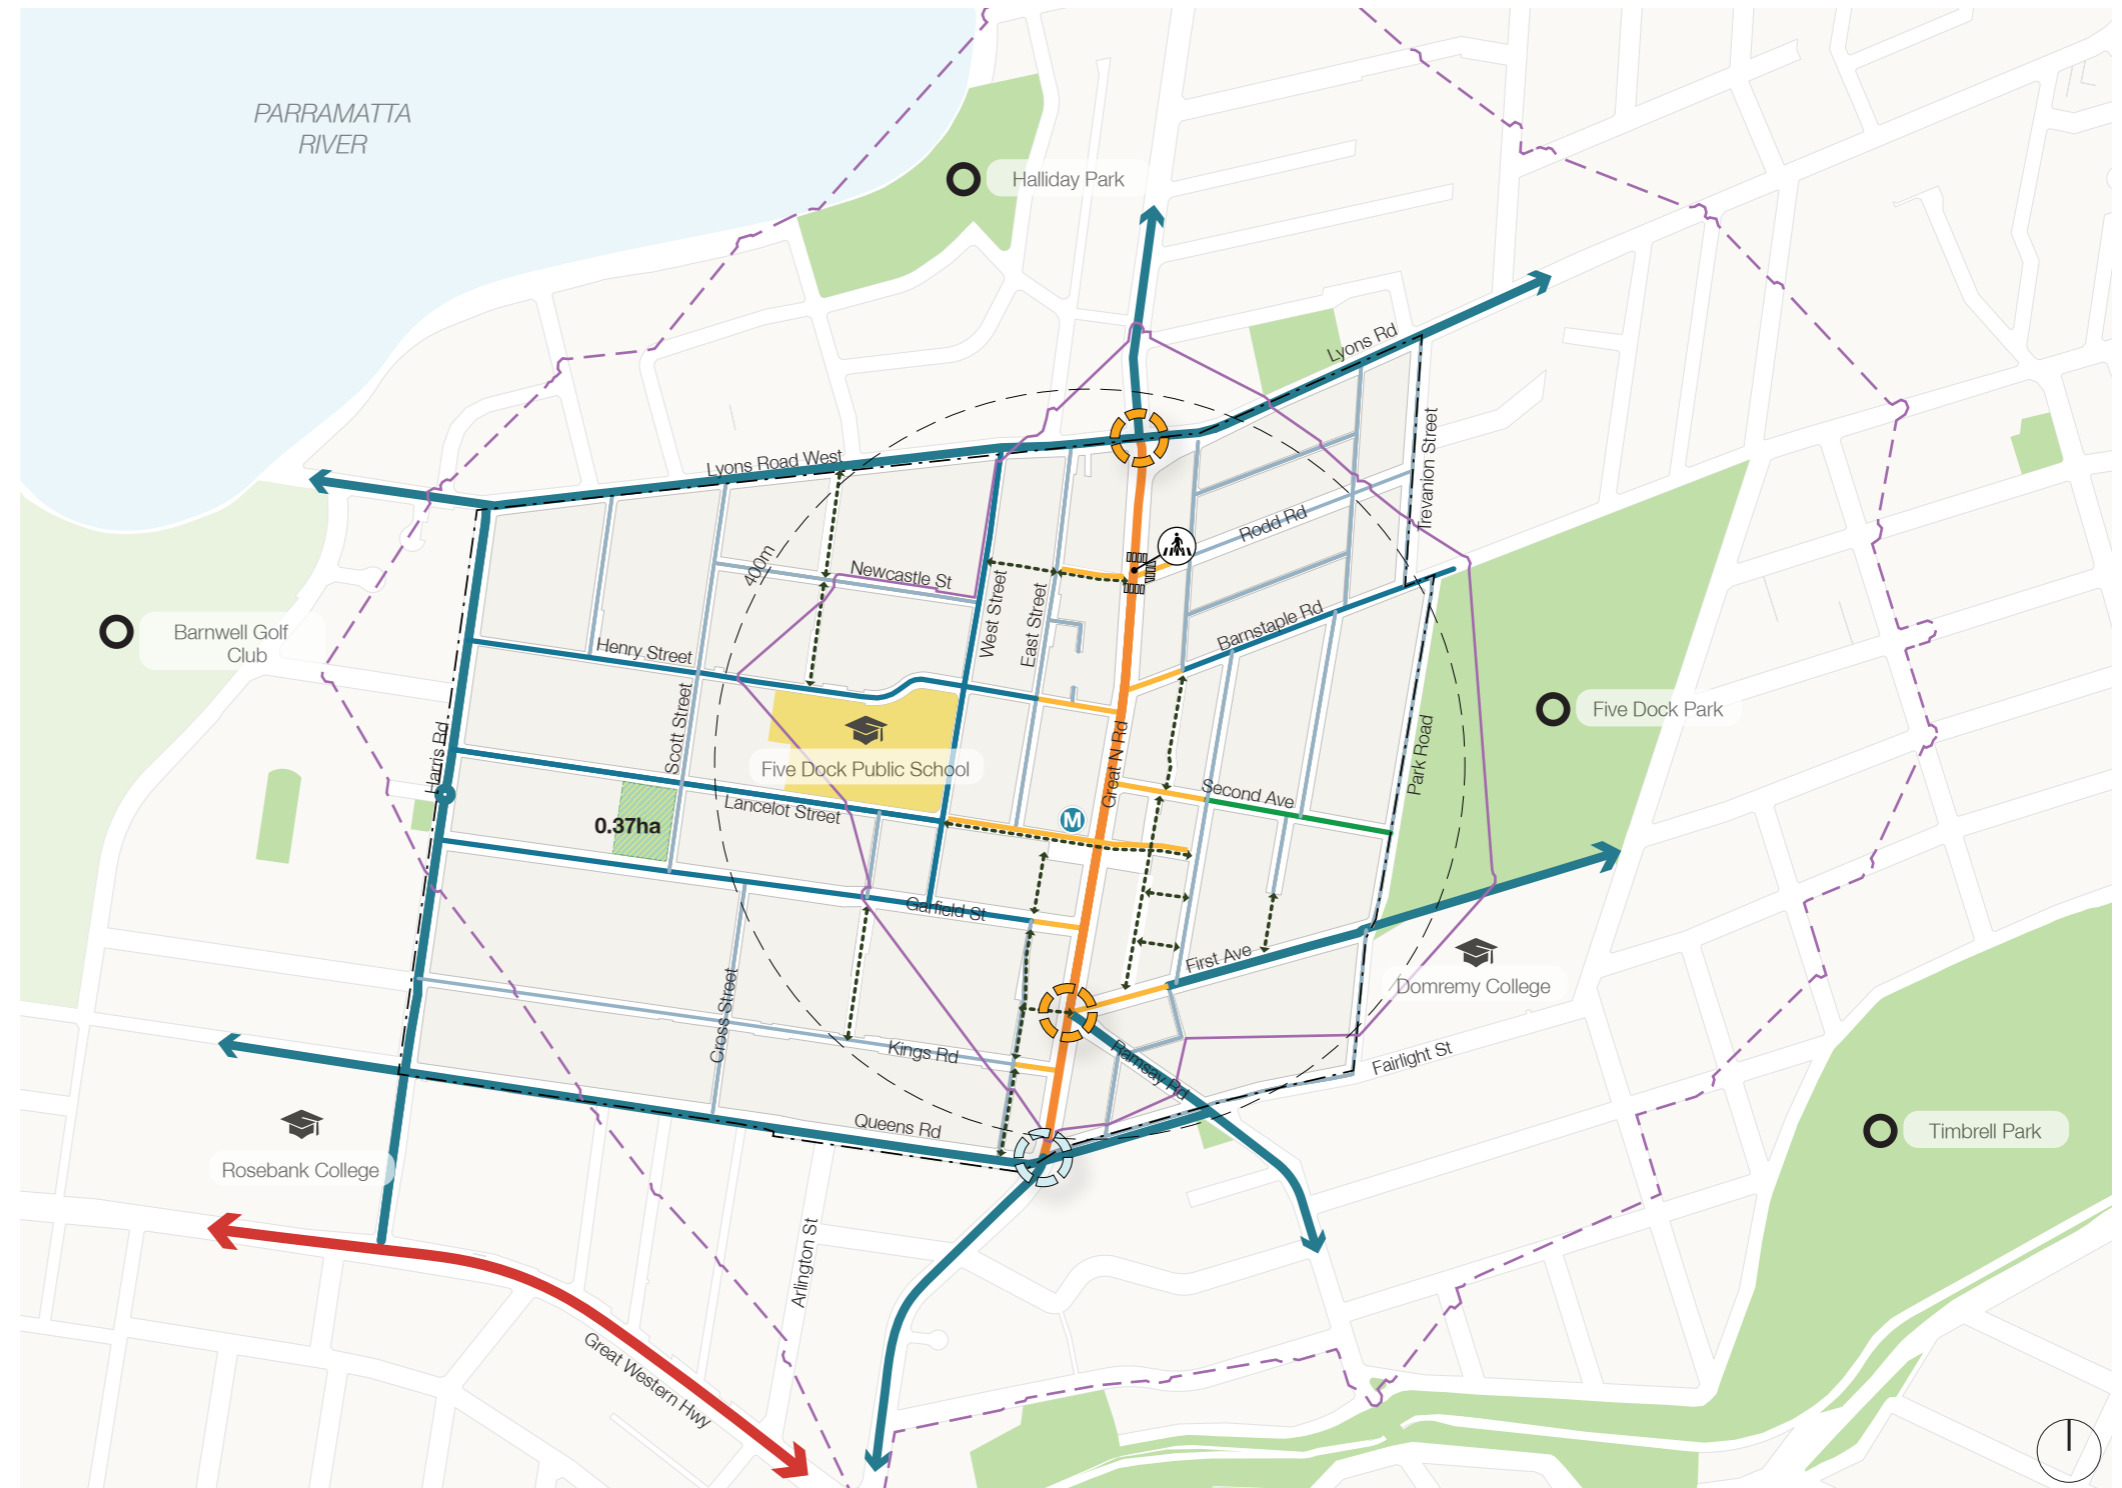 PARRAMATTA
RIVER
Halliday Park
Lyons Rd
Trevanion Street
Lyons Road West
400m
Newcastle St
Rodd Rd
West Street
East Street
Barnstaple Rd
Barnwell Golf
Club
Henry Street
Scott Street
Harris Rd
Five Dock Public School
Great N Rd
Five Dock Park
Park Road
Second Ave
M
Lancelot Street
0.37ha
Garfield St
First Ave
Domremy College
Cross Street
Kings Rd
Ramsay Rd
Fairlight St
Queens Rd
Rosebank College
Timbrell Park
Arlington St
Great Western Hwy